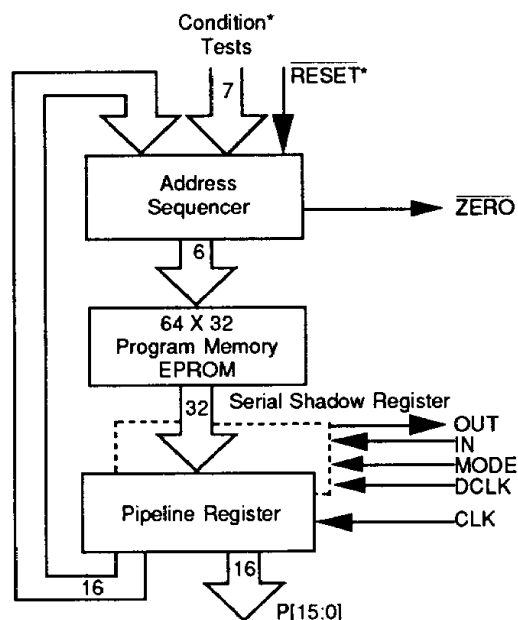 Condition*
Tests
RESET*
7
Address
Sequencer
ZERO
6
64 X 32
Program Memory
EPROM
32
Serial Shadow Register
OUT
IN
MODE
DCLK
Pipeline Register
CLK
16
16
P[15:0]